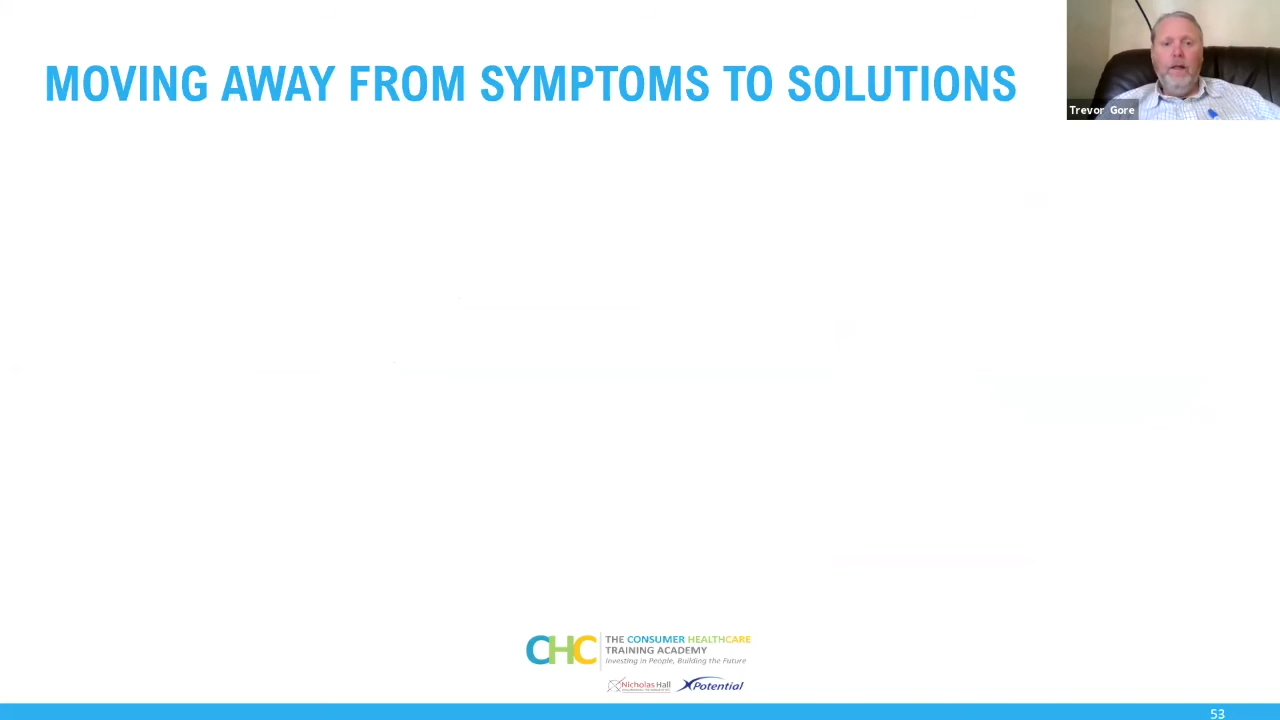 MOVING AWAY FROM SYMPTOMS TO SOLUTIONS
Trevor Gore
CHC THE CONSUMER HEALTHCARE
TRAINING ACADEMY
Investing in People, Building the Future
Nicholas Hall XPotential
53